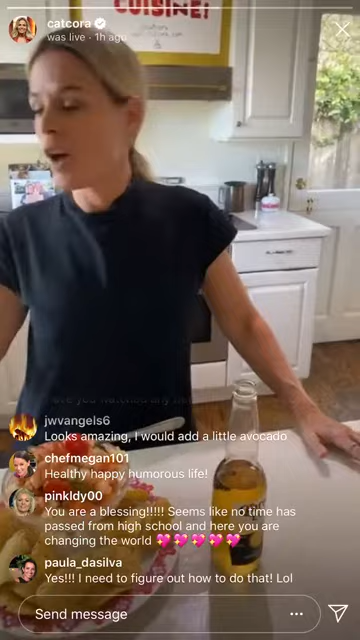 CUISINE!
catcora
was live · 1h ago
jwvangels6
Looks amazing, I would add a little avocado
chefmegan101
Healthy happy humorous life!
pinkldy00
You are a blessing!!!!! Seems like no time has
passed from high school and here you are
changing the world 💖💖💖💖💖
paula_dasilva
Yes!!! I need to figure out how to do that! Lol
Send message